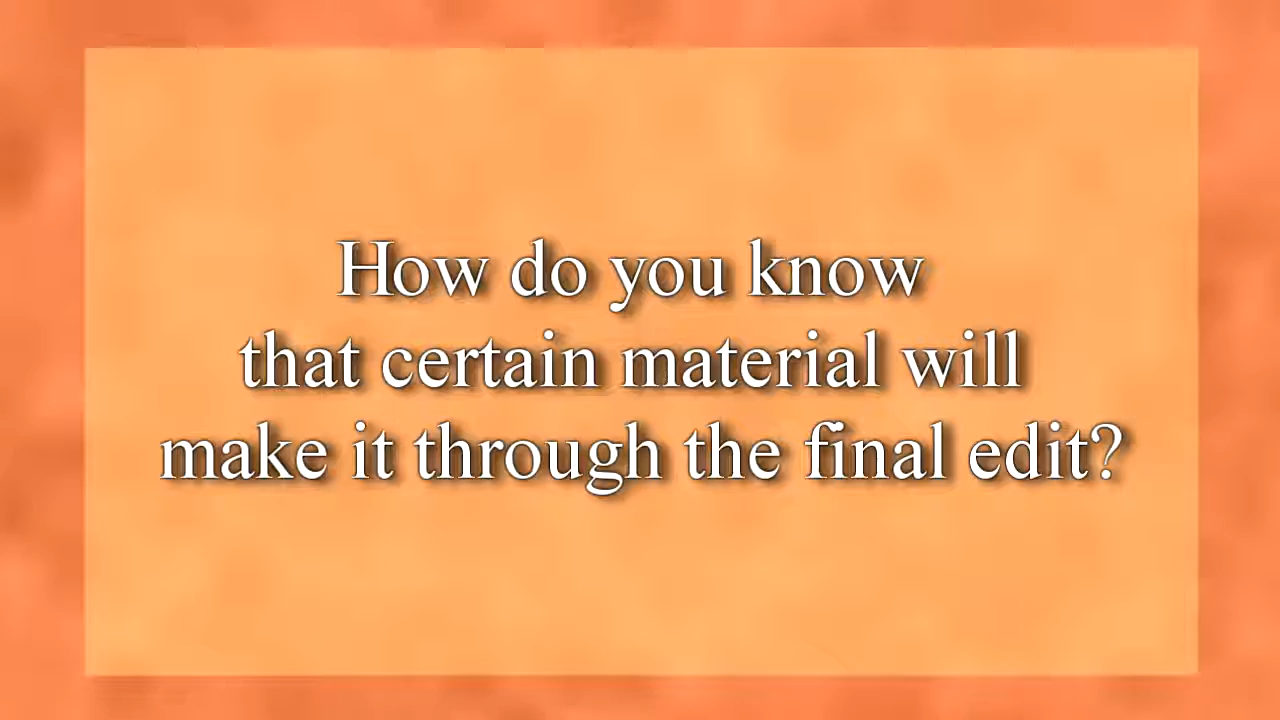 How do you know
that certain material will
make it through the final edit?